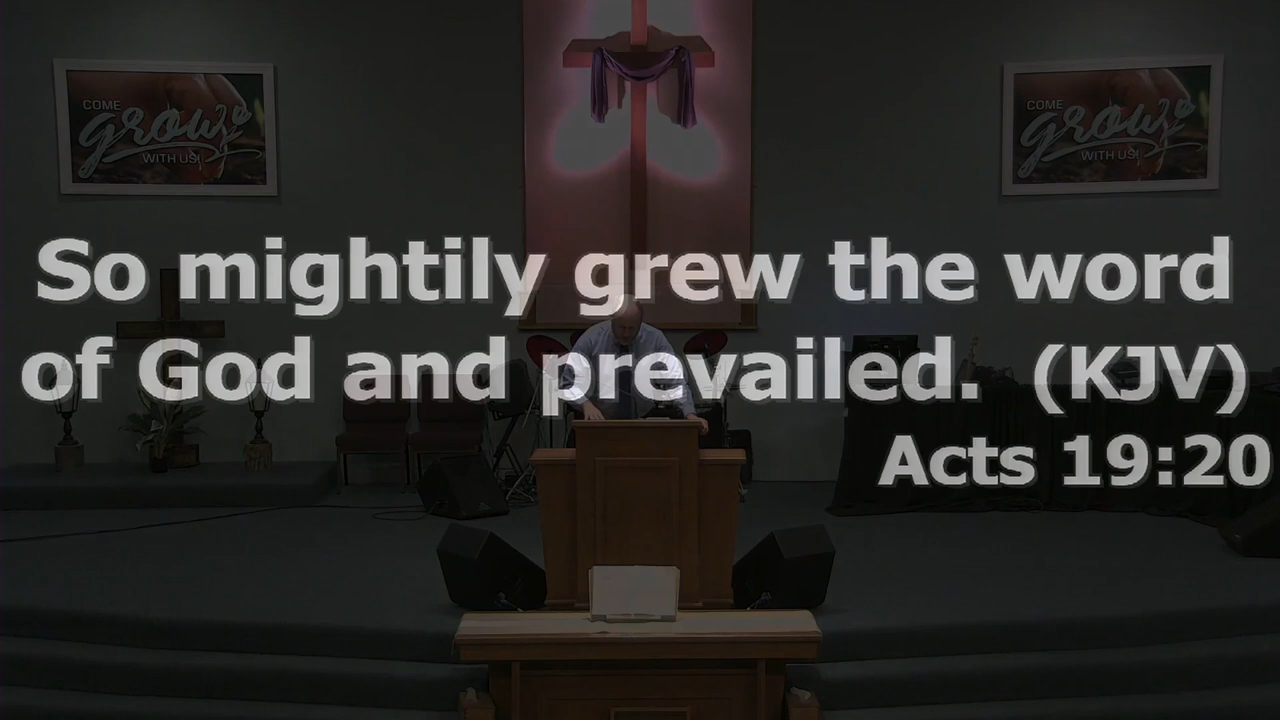 COME
grow
WITH US!
COME
grow
WITH US!
So mightily grew the word
of God and prevailed. (KJV)
Acts 19:20